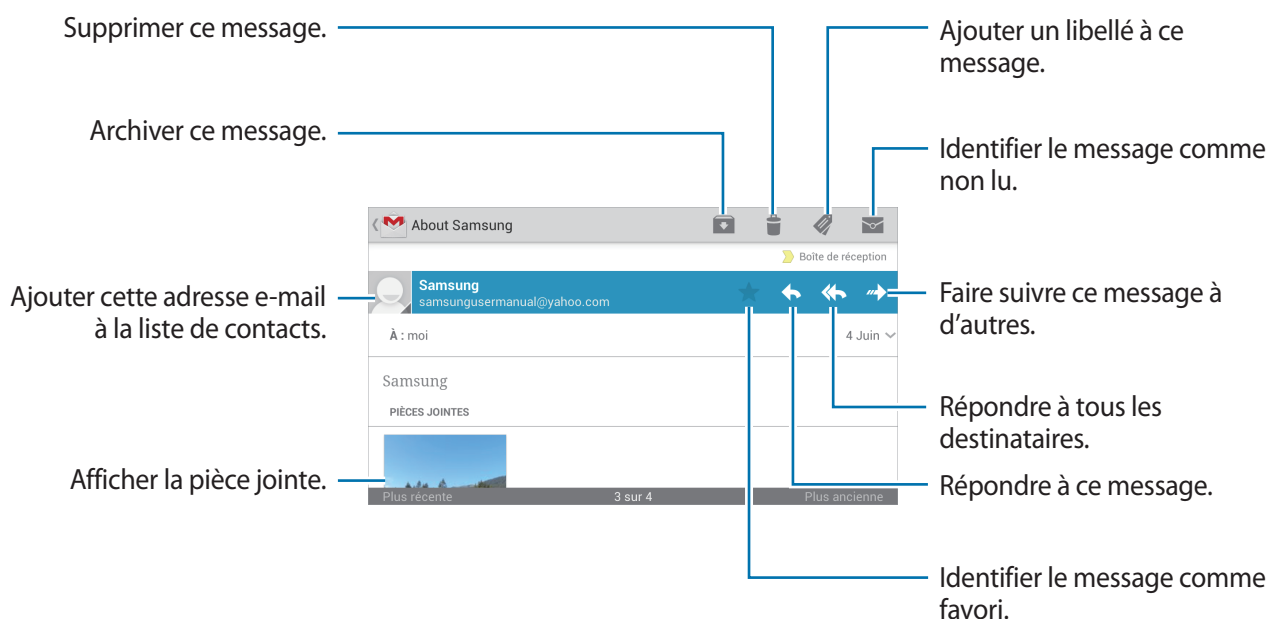 Supprimer ce message.
Ajouter un libellé à ce
message.
Archiver ce message.
Identifier le message comme
non lu.
About Samsung
Boîte de réception
Samsung
samsungusermanual@yahoo.com
Ajouter cette adresse e-mail
à la liste de contacts.
Faire suivre ce message à
d'autres.
À : moi
4 Juin
Samsung
PIÈCES JOINTES
Répondre à tous les
destinataires.
Afficher la pièce jointe.
Répondre à ce message.
Plus récente
3 sur 4
Plus ancienne
Identifier le message comme
favori.